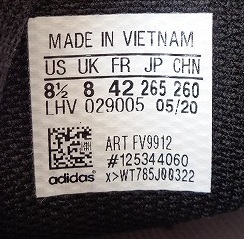 MADE IN VIETNAM
US UK FR JP CHN
8½ 8 42 265 260
LHV 029005 05/20
ART FV9912
#125344060
adidas® x>WT785J00322